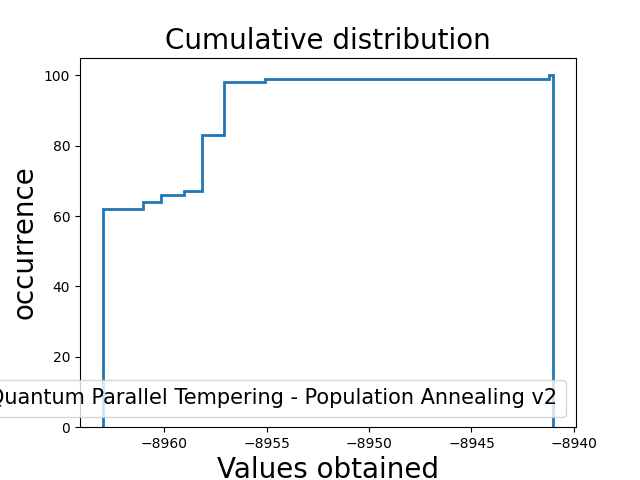 Cumulative distribution
occurrence
100
80
60
40
20
0
Quantum Parallel Tempering - Population Annealing v2
−8960
−8955
−8950
−8945
−8940
Values obtained